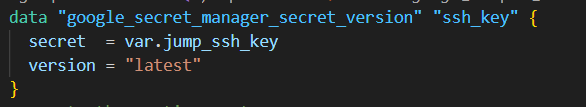 data "google_secret_manager_secret_version" "ssh_key" {
  secret  = var.jump_ssh_key
  version = "latest"
}